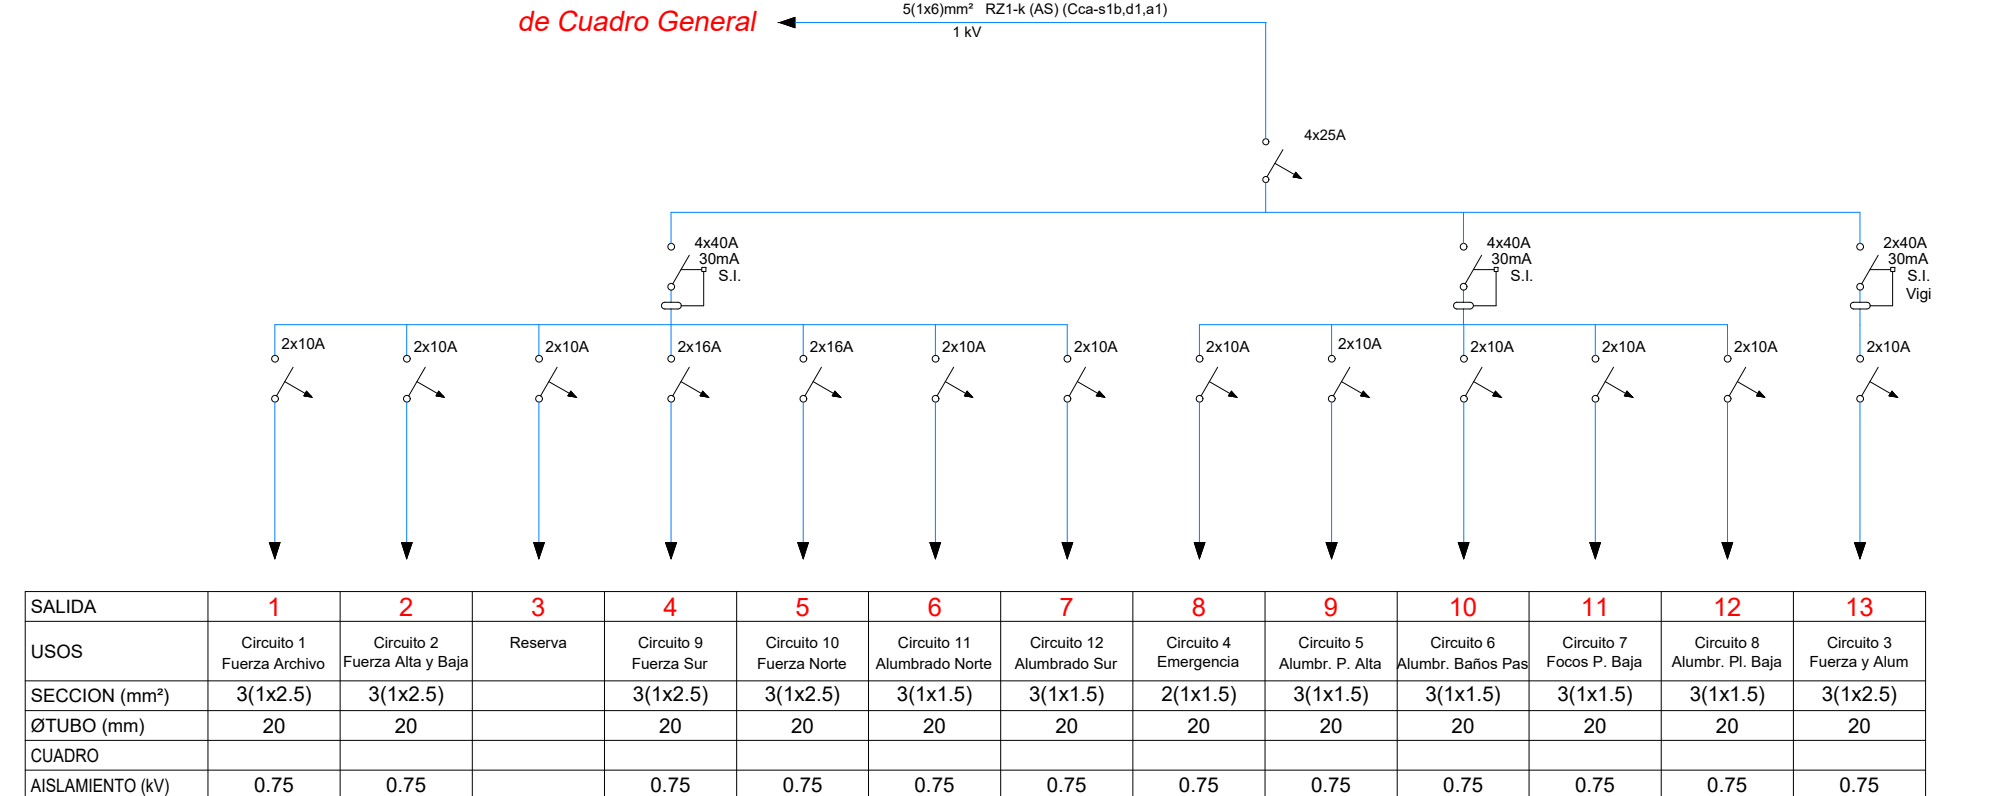 de Cuadro General
5(1x6)mm²   RZ1-k (AS) (Cca-s1b,d1,a1)
1 kV
4x25A
4x40A
30mA
S.I.
4x40A
30mA
S.I.
2x40A
30mA
S.I.
Vigi
2x10A 2x10A 2x10A 2x16A 2x16A 2x10A 2x10A 2x10A 2x10A 2x10A 2x10A 2x10A 2x10A
SALIDA 1 2 3 4 5 6 7 8 9 10 11 12 13
USOS
Circuito 1
Fuerza Archivo
Circuito 2
Fuerza Alta y Baja
Reserva
Circuito 9
Fuerza Sur
Circuito 10
Fuerza Norte
Circuito 11
Alumbrado Norte
Circuito 12
Alumbrado Sur
Circuito 4
Emergencia
Circuito 5
Alumbr. P. Alta
Circuito 6
Alumbr. Baños Pas
Circuito 7
Focos P. Baja
Circuito 8
Alumbr. Pl. Baja
Circuito 3
Fuerza y Alum
SECCION (mm²) 3(1x2.5) 3(1x2.5) 3(1x2.5) 3(1x2.5) 3(1x1.5) 3(1x1.5) 2(1x1.5) 3(1x1.5) 3(1x1.5) 3(1x1.5) 3(1x1.5) 3(1x2.5)
ØTUBO (mm) 20 20 20 20 20 20 20 20 20 20 20 20
CUADRO
AISLAMIENTO (kV) 0.75 0.75 0.75 0.75 0.75 0.75 0.75 0.75 0.75 0.75 0.75 0.75